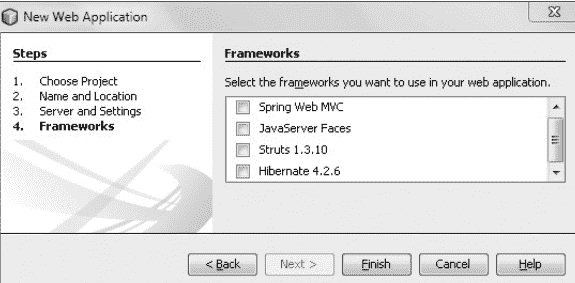 New Web Application
Steps
1. Choose Project
2. Name and Location
3. Server and Settings
4. Frameworks
Frameworks
Select the frameworks you want to use in your web application.
Spring Web MVC
JavaServer Faces
Struts 1.3.10
Hibernate 4.2.6
< Back
Next >
Finish
Cancel
Help